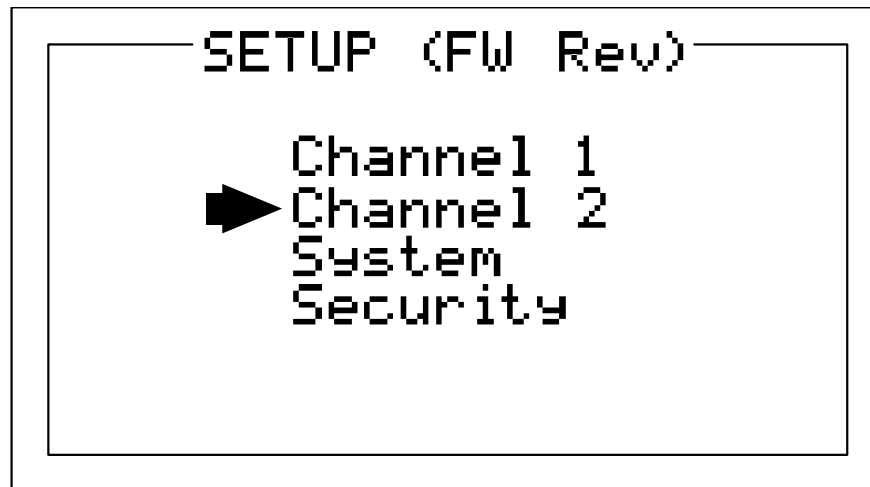 SETUP (FW Rev)
Channel 1
Channel 2
System
Security